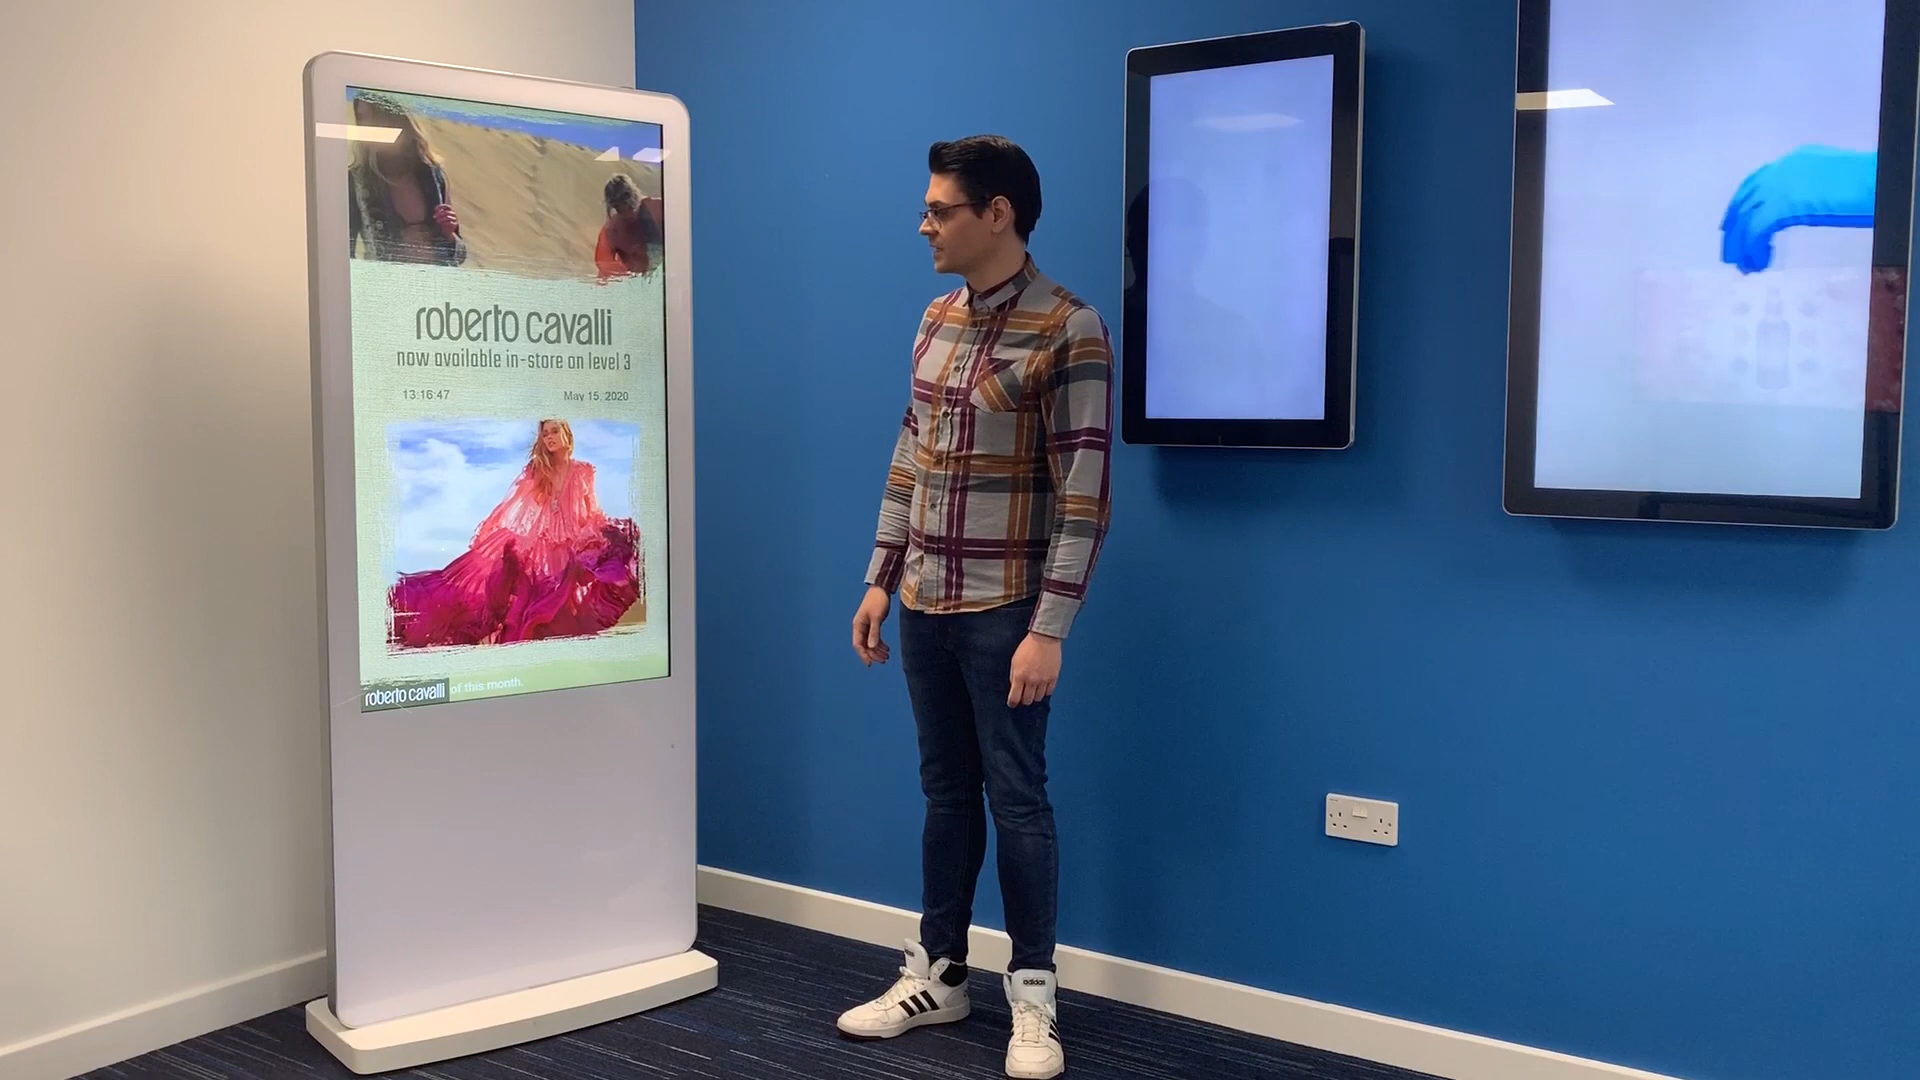 roberto cavalli
now available in-store on level 3
13:16:47
May 15, 2020
roberto cavalli
of this month.
adidas